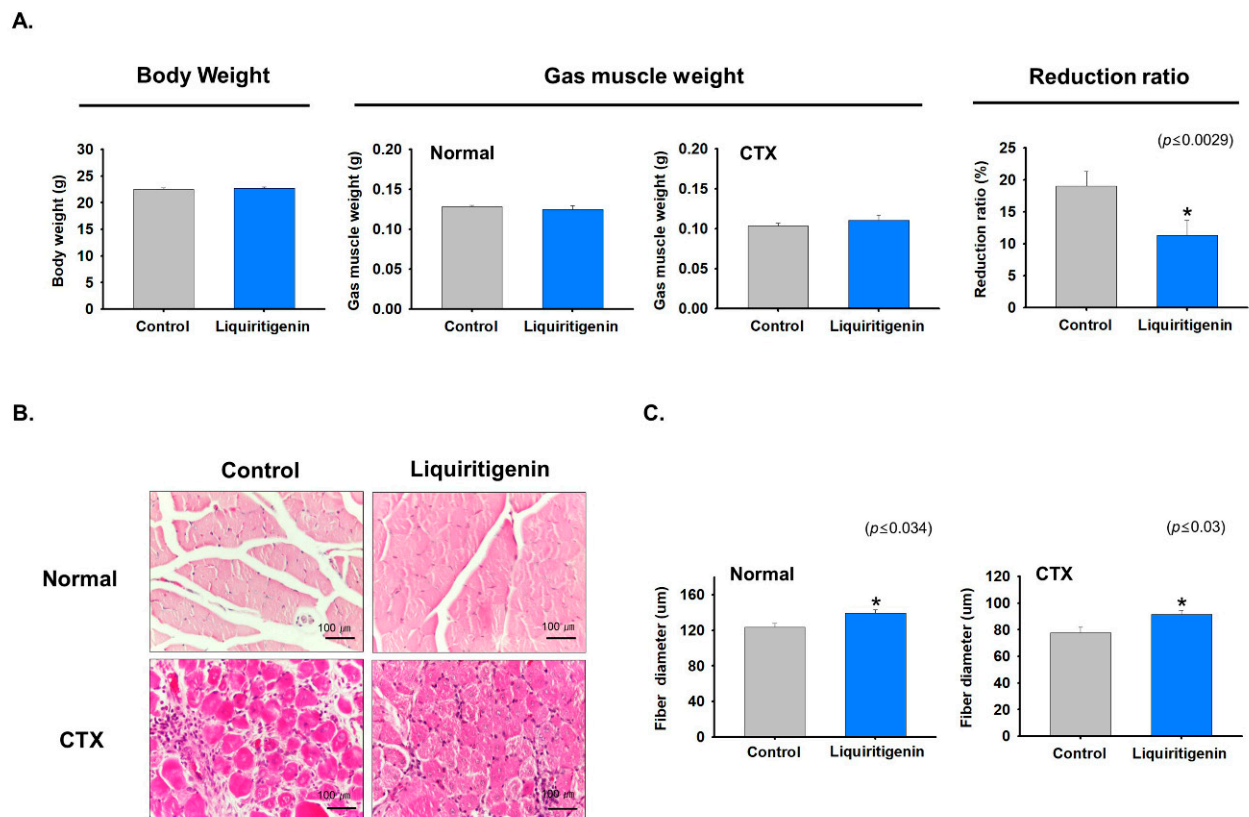 A.
Body Weight
Gas muscle weight
Reduction ratio
Body weight (g)
30
25
20
15
10
5
0
Control
Liquiritigenin
Normal
Gas muscle weight (g)
0.20
0.15
0.10
0.05
0.00
Control
Liquiritigenin
CTX
Gas muscle weight (g)
0.20
0.15
0.10
0.05
0.00
Control
Liquiritigenin
(p≤0.0029)
Reduction ratio (%)
25
20
15
10
5
0
*
Control
Liquiritigenin
B.
Control
Liquiritigenin
Normal
100 ㎛
100 ㎛
CTX
100 ㎛
100 ㎛
C.
(p≤0.034)
Normal
Fiber diameter (um)
160
120
80
40
0
*
Control
Liquiritigenin
(p≤0.03)
CTX
Fiber diameter (um)
120
100
80
60
40
20
0
*
Control
Liquiritigenin